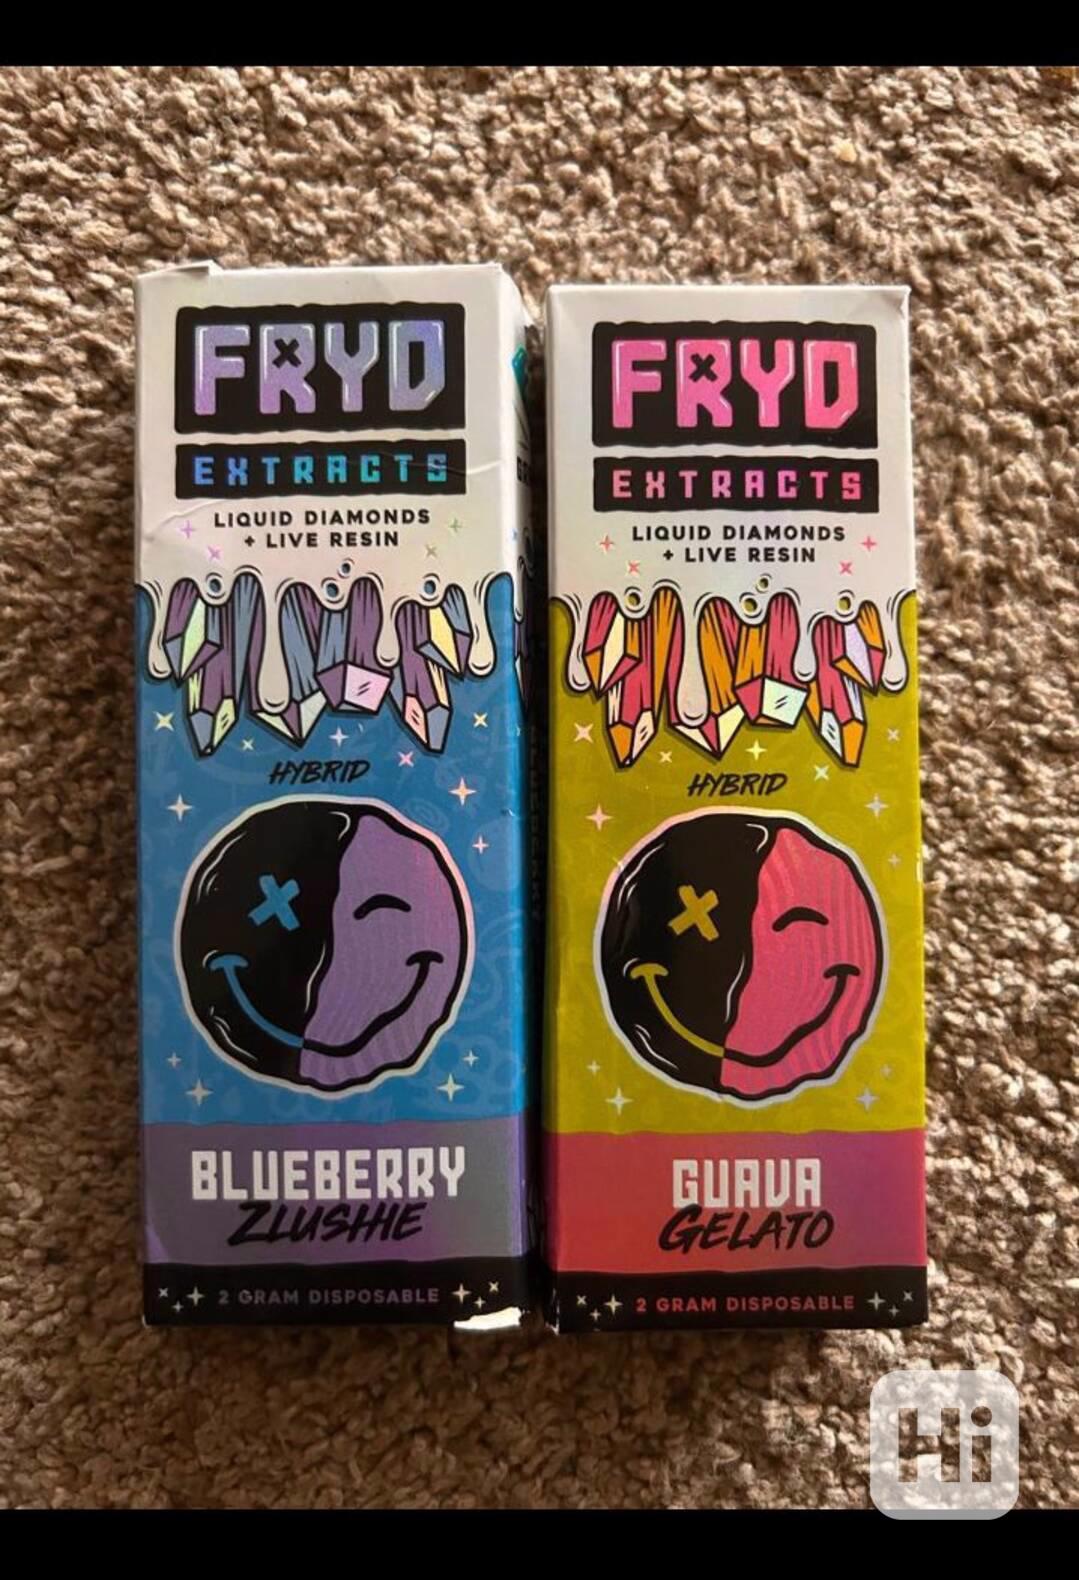 FRYD
EXTRACTS
LIQUID DIAMONDS
+ LIVE RESIN
HYBRID
BLUEBERRY
ZLUSHIE
2 GRAM DISPOSABLE
FRYD
EXTRACTS
LIQUID DIAMONDS
+ LIVE RESIN
HYBRID
GUAVA
GELATO
2 GRAM DISPOSABLE
Hi